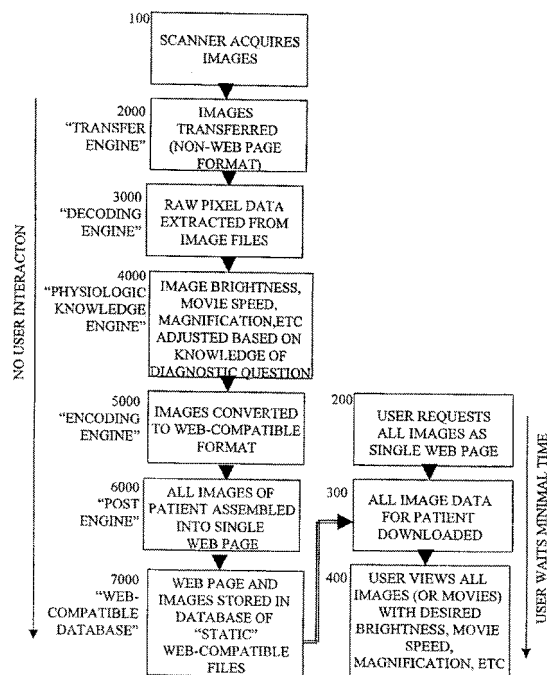 100
SCANNER ACQUIRES
IMAGES
2000
"TRANSFER
ENGINE"
IMAGES
TRANSFERRED
(NON-WEB PAGE
FORMAT)
3000
"DECODING
ENGINE"
RAW PIXEL DATA
EXTRACTED FROM
IMAGE FILES
4000
"PHYSIOLOGIC
KNOWLEDGE
ENGINE"
IMAGE BRIGHTNESS,
MOVIE SPEED,
MAGNIFICATION,ETC
ADJUSTED BASED ON
KNOWLEDGE OF
DIAGNOSTIC QUESTION
5000
"ENCODING
ENGINE"
IMAGES CONVERTED
TO WEB-COMPATIBLE
FORMAT
6000
"POST
ENGINE"
ALL IMAGES OF
PATIENT ASSEMBLED
INTO SINGLE
WEB PAGE
7000
"WEB-
COMPATIBLE
DATABASE"
WEB PAGE AND
IMAGES STORED IN
DATABASE OF
"STATIC"
WEB-COMPATIBLE
FILES
NO USER INTERACTON
200
USER REQUESTS
ALL IMAGES AS
SINGLE WEB PAGE
300
ALL IMAGE DATA
FOR PATIENT
DOWNLOADED
400
USER VIEWS ALL
IMAGES (OR MOVIES)
WITH DESIRED
BRIGHTNESS, MOVIE
SPEED,
MAGNIFICATION, ETC
USER WAITS MINIMAL TIME